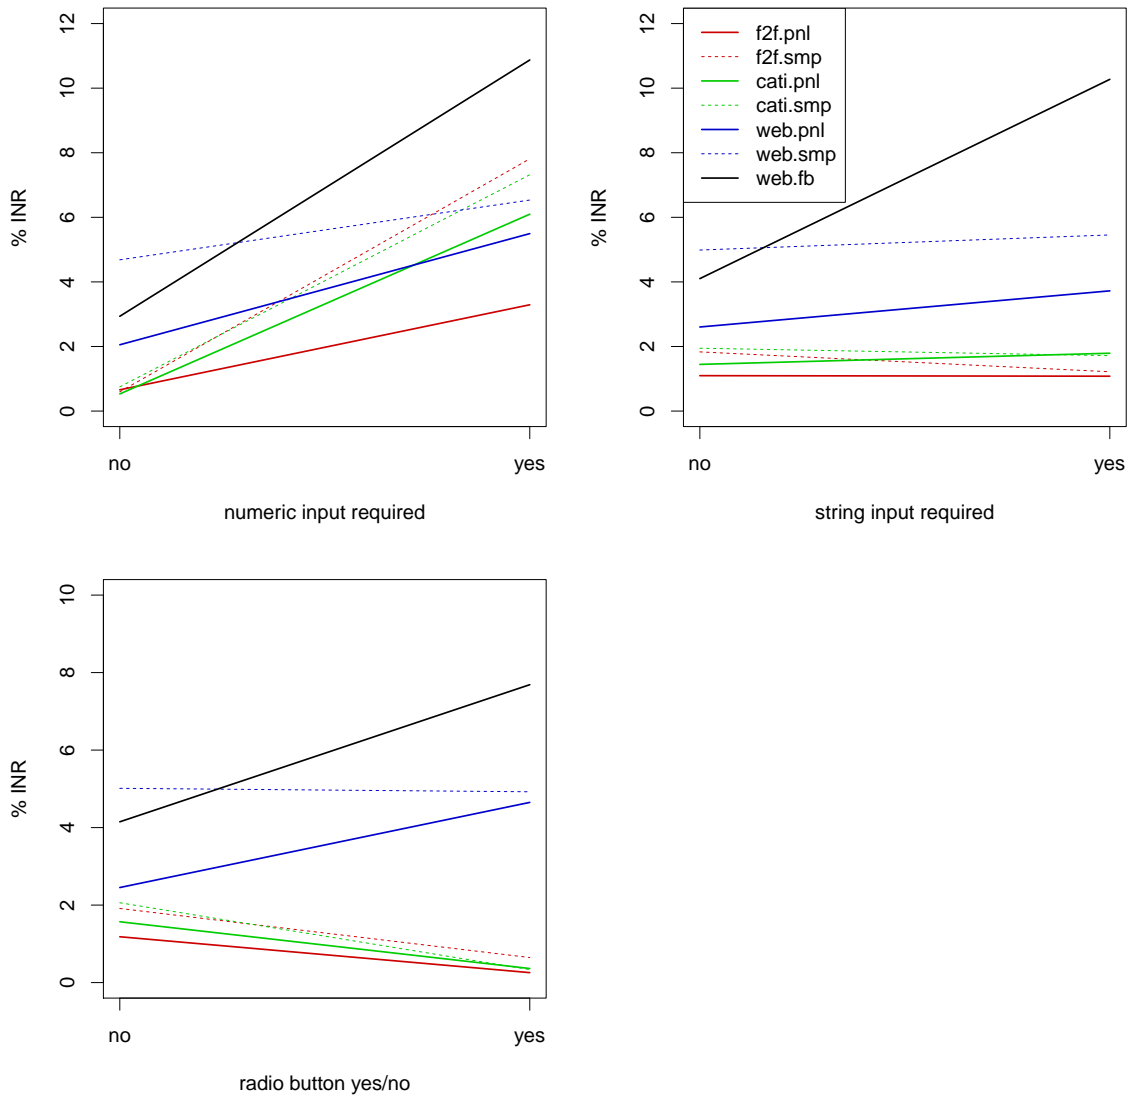 12
10
8
6
4
2
0
% INR
no
yes
numeric input required
12
10
8
6
4
2
0
% INR
f2f.pnl
f2f.smp
cati.pnl
cati.smp
web.pnl
web.smp
web.fb
no
yes
string input required
10
8
6
4
2
0
% INR
no
yes
radio button yes/no